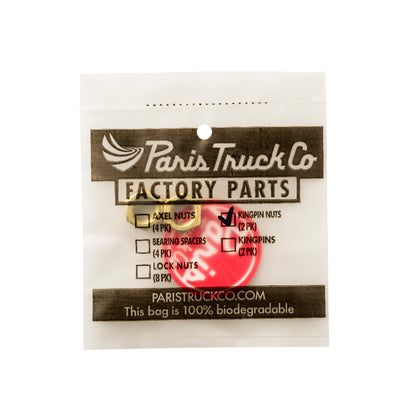 Paris Truck Co
FACTORY PARTS
AXEL NUTS
(4 PK)
BEARING SPACERS
(4 PK)
LOCK NUTS
(8 PK)
KINGPIN NUTS
(2 PK)
KINGPINS
(2 PK)
PARISTRUCKCO.COM
This bag is 100% biodegradable